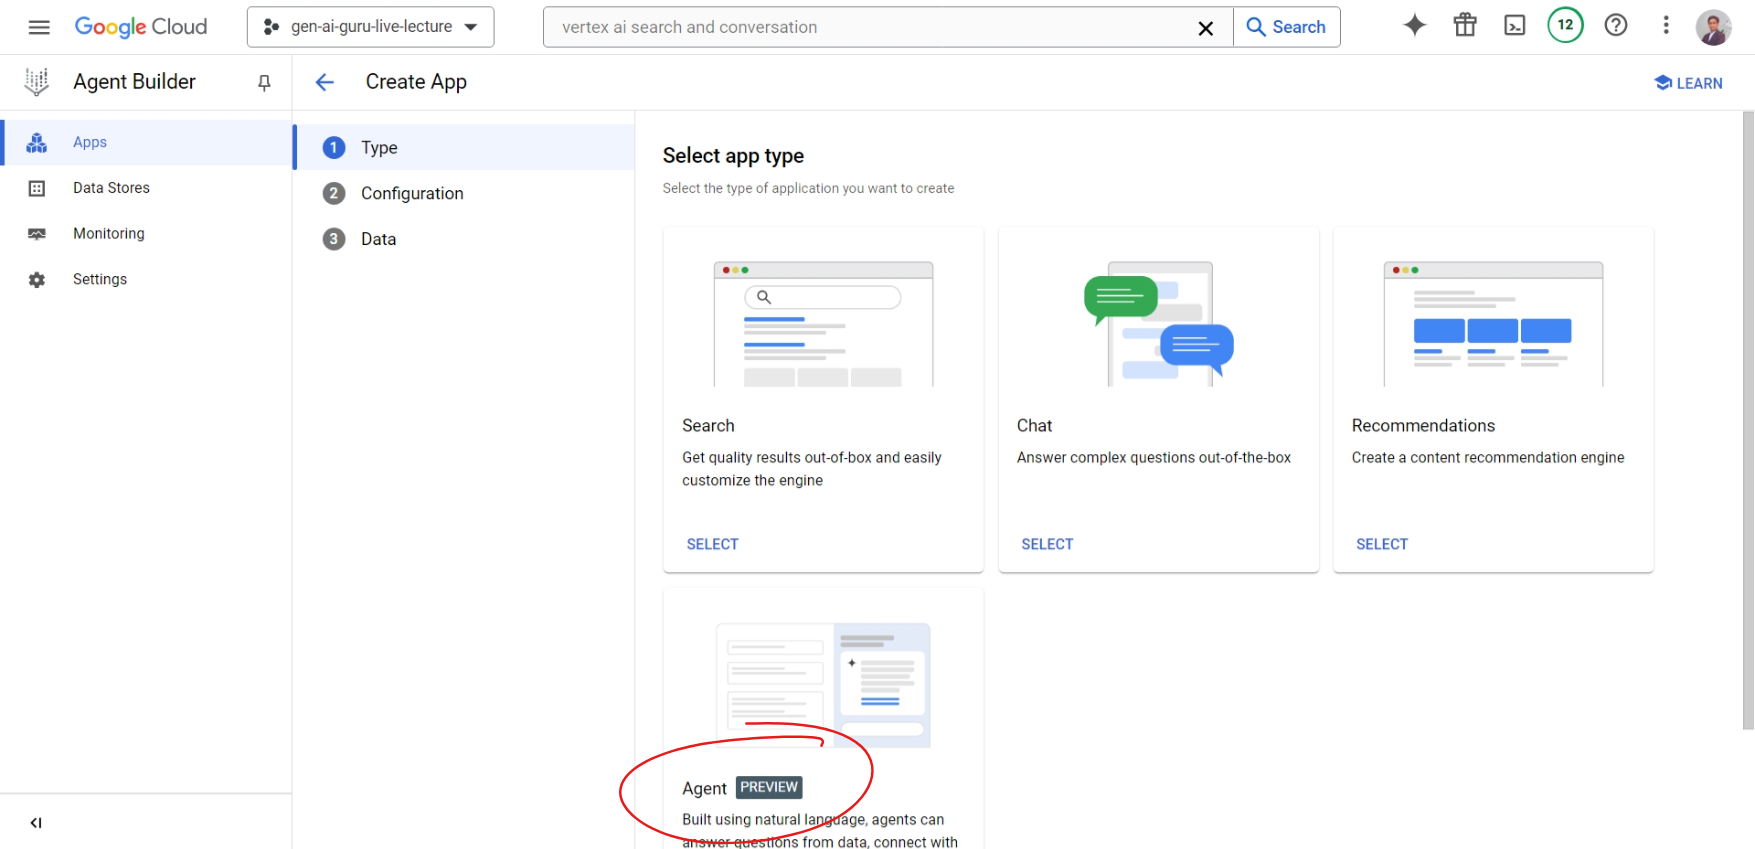 Google Cloud
gen-ai-guru-live-lecture
vertex ai search and conversation
Search
12
Agent Builder
Create App
LEARN
Apps
Data Stores
Monitoring
Settings
1 Type
2 Configuration
3 Data
Select app type
Select the type of application you want to create
Search
Get quality results out-of-box and easily
customize the engine
SELECT
Chat
Answer complex questions out-of-the-box
SELECT
Recommendations
Create a content recommendation engine
SELECT
Agent PREVIEW
Built using natural language, agents can
answer questions from data, connect with